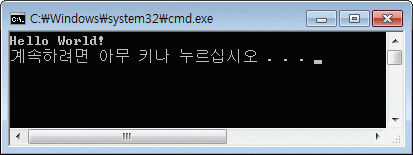 C:₩Windows₩system32₩cmd.exe
Hello World!
계속하려면 아무 키나 누르십시오 . . .